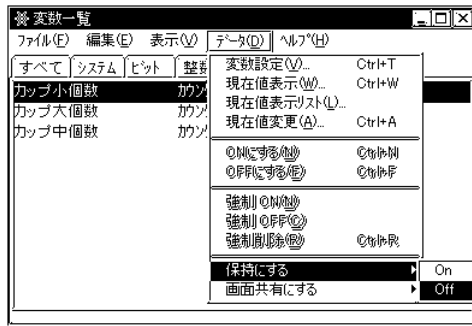 変数一覧
ファイル(F) 編集(E) 表示(V) データ(D) ヘルプ(H)
すべて システム ビット 整数
カップ小個数 カウン
カップ大個数 カウン
カップ中個数 カウン
変数設定(V)... Ctrl+T
現在値表示(W)... Ctrl+W
現在値表示リスト(L)...
現在値変更(A)... Ctrl+A
ONにする(N) Ctrl+N
OFFにする(F) Ctrl+F
強制ON(N)
強制OFF(C)
強制削除(R) Ctrl+R
保持にする On
画面共有にする Off